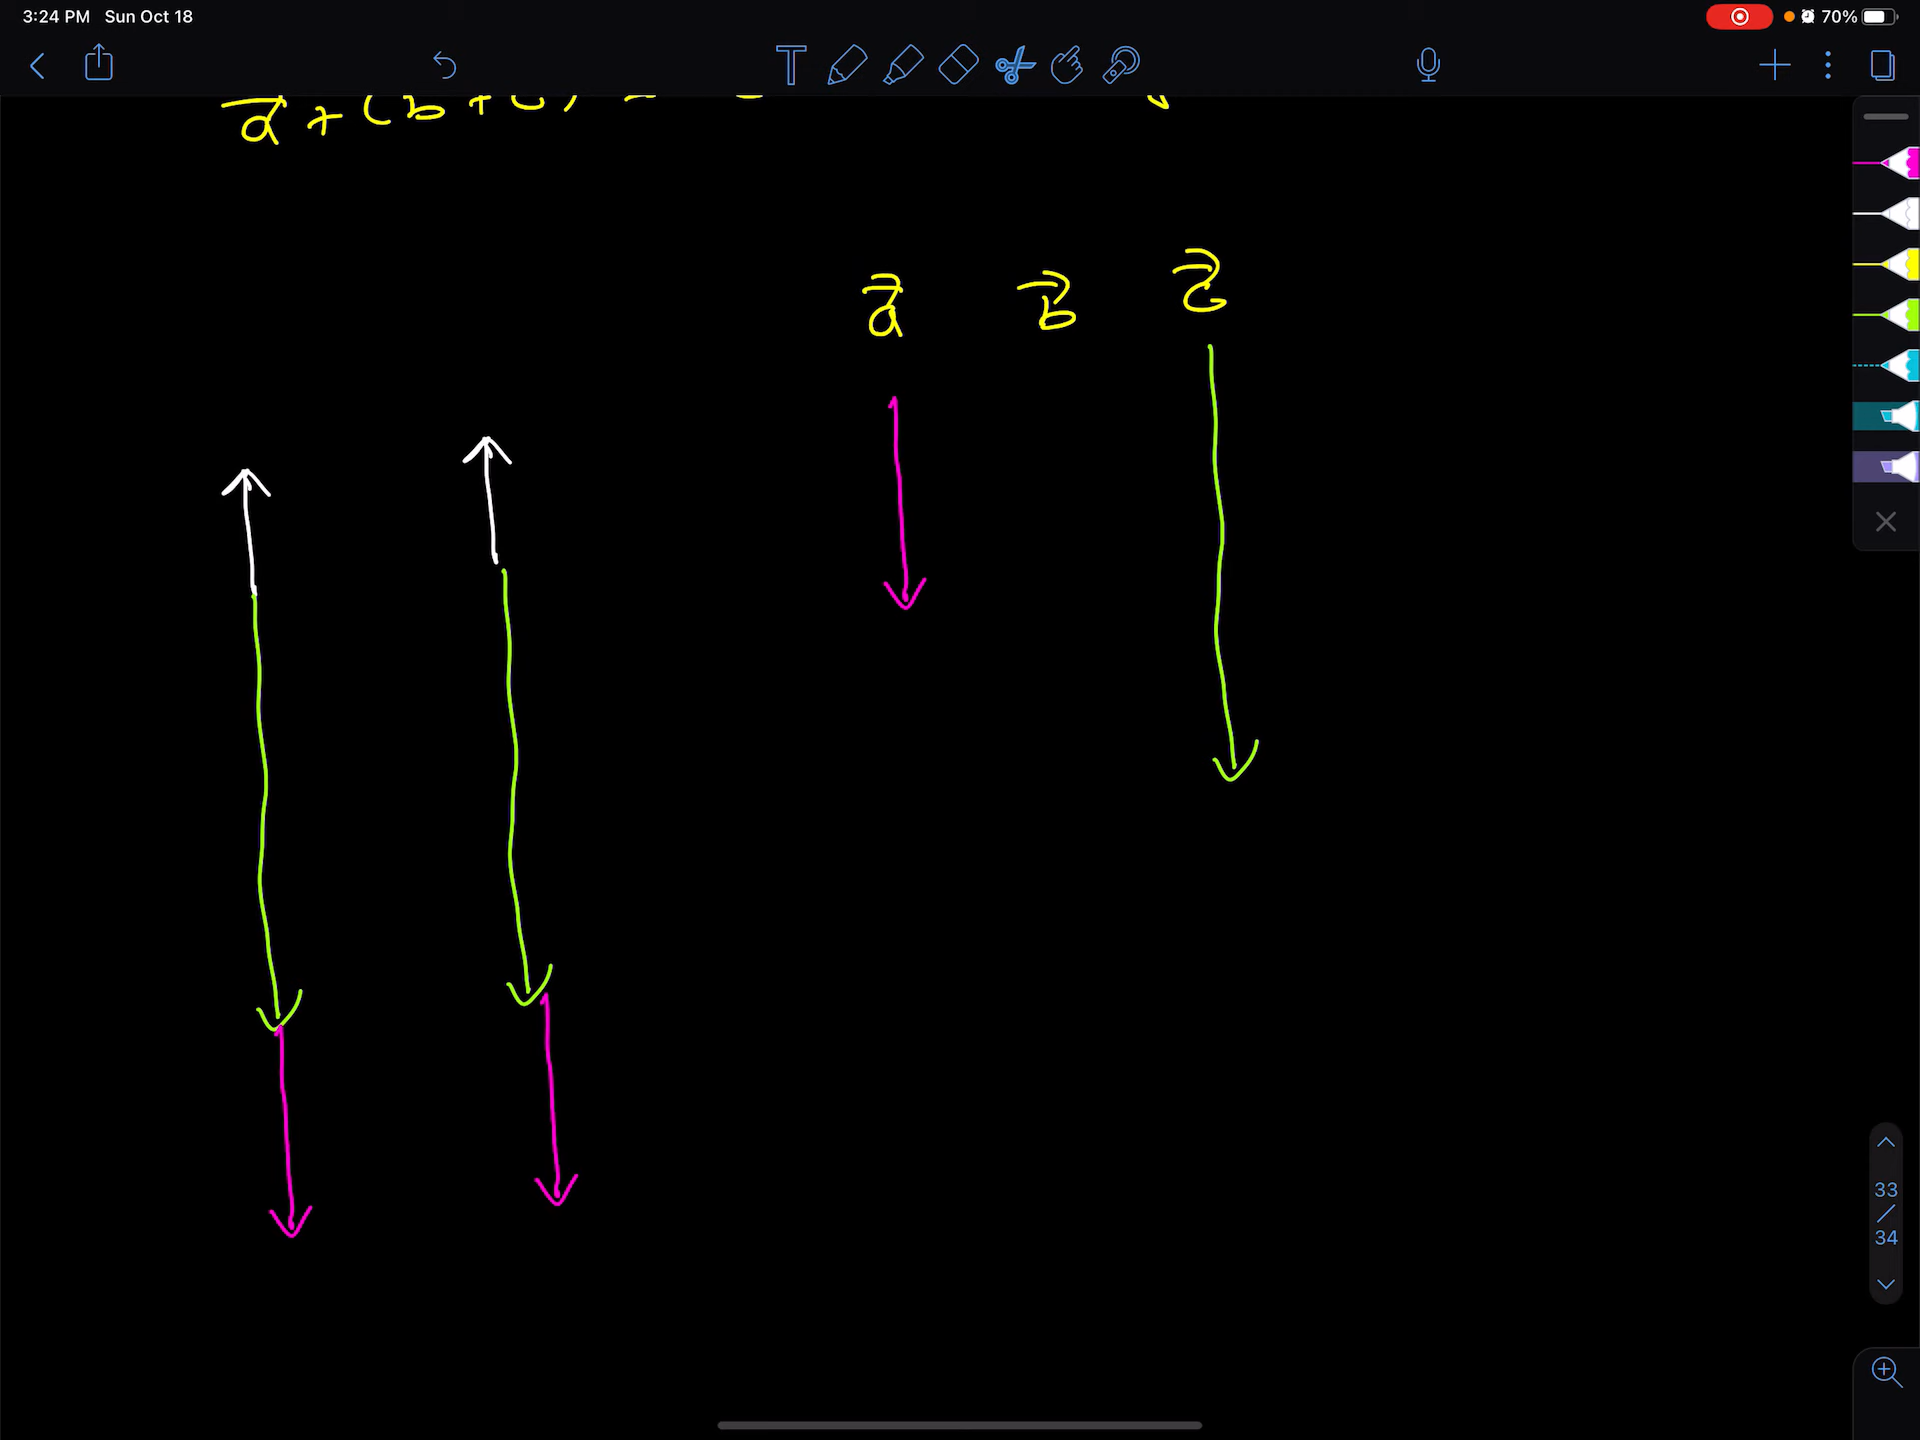 3:24 PM Sun Oct 18
70%
T
a⃗ + (b + c) =
a⃗ b⃗ c⃗
33
/
34